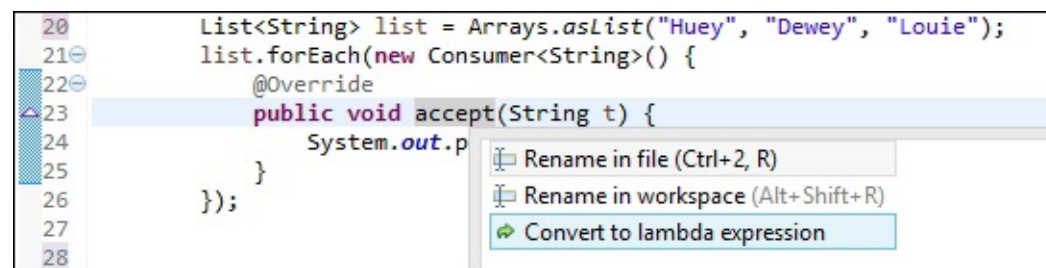 20 List<String> list = Arrays.asList("Huey", "Dewey", "Louie");
21 list.forEach(new Consumer<String>() {
22 @Override
23 public void accept(String t) {
24 System.out.p
25 }
26 });
27
28
Rename in file (Ctrl+2, R)
Rename in workspace (Alt+Shift+R)
Convert to lambda expression